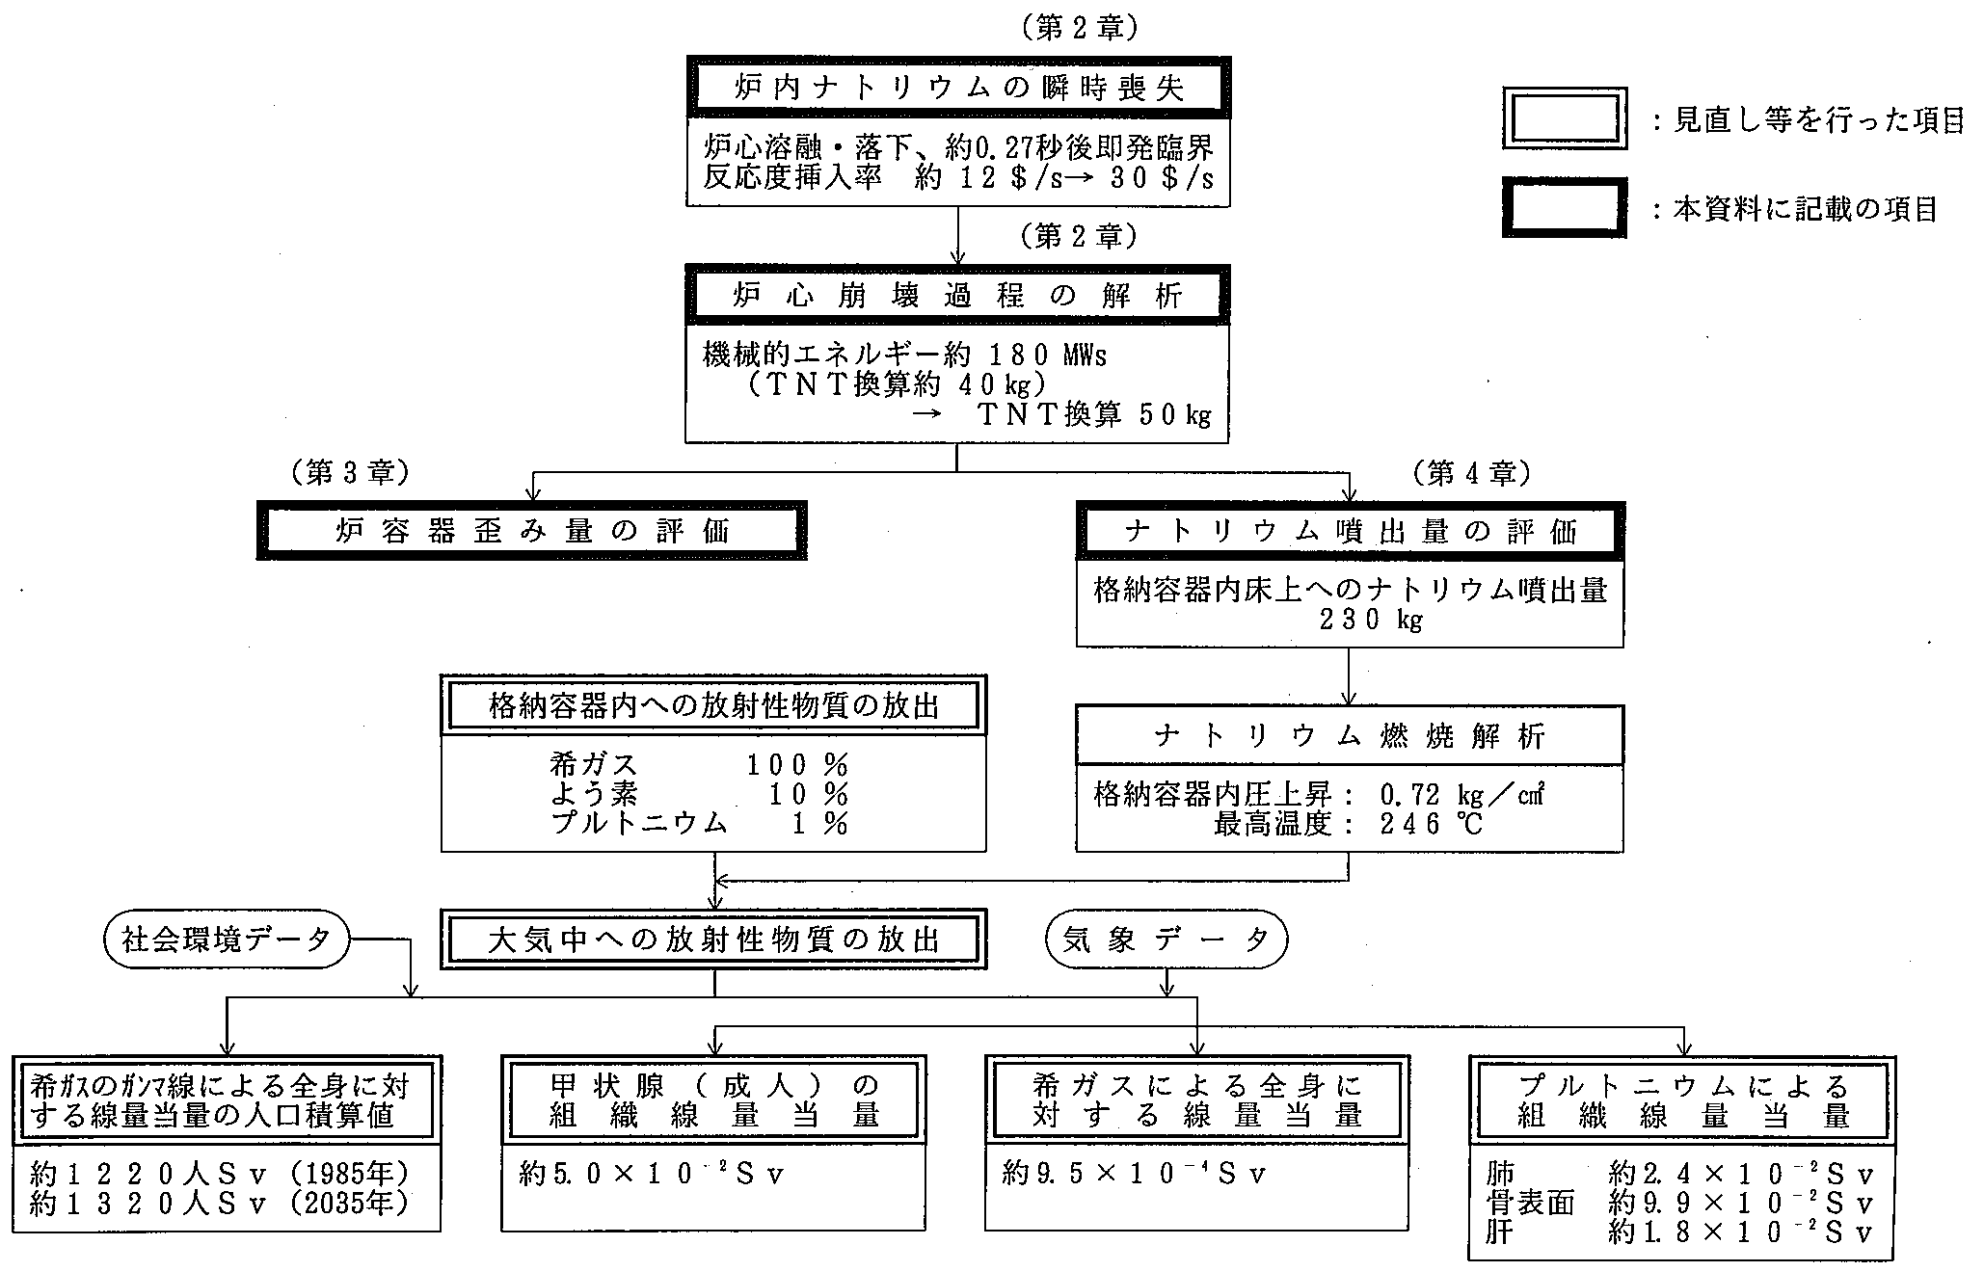 （第２章）
炉内ナトリウムの瞬時喪失
炉心溶融・落下、約0.27秒後即発臨界
反応度挿入率　約 １２＄/s→ ３０＄/s
：見直し等を行った項目
：本資料に記載の項目
（第２章）
炉心崩壊過程の解析
機械的エネルギー約 １８０ MWs
（ＴＮＴ換算約 ４０kg）
→　ＴＮＴ換算 ５０kg
（第３章）
炉容器歪み量の評価
（第４章）
ナトリウム噴出量の評価
格納容器内床上へのナトリウム噴出量
２３０ kg
格納容器内への放射性物質の放出
希ガス　１００ ％
よう素　１０ ％
プルトニウム　１ ％
ナトリウム燃焼解析
格納容器内圧上昇： 0.72 kg／c㎡
最高温度： ２４６ ℃
社会環境データ
大気中への放射性物質の放出
気象データ
希ｶﾞｽのｶﾞﾝﾏ線による全身に対
する線量当量の人口積算値
約１２２０人Ｓｖ（1985年）
約１３２０人Ｓｖ（2035年）
甲状腺（成人）の
組織線量当量
約５.０×１０⁻²Ｓｖ
希ガスによる全身に
対する線量当量
約９.５×１０⁻⁴Ｓｖ
プルトニウムによる
組織線量当量
肺　約２.４×１０⁻²Ｓｖ
骨表面　約９.９×１０⁻²Ｓｖ
肝　約１.８×１０⁻²Ｓｖ